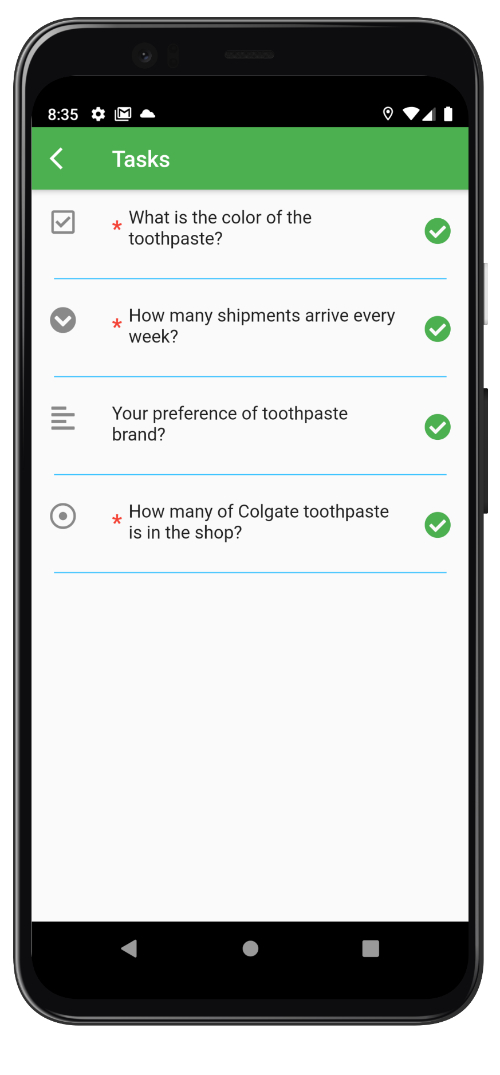 8:35
Tasks
* What is the color of the
toothpaste?
* How many shipments arrive every
week?
Your preference of toothpaste
brand?
* How many of Colgate toothpaste
is in the shop?